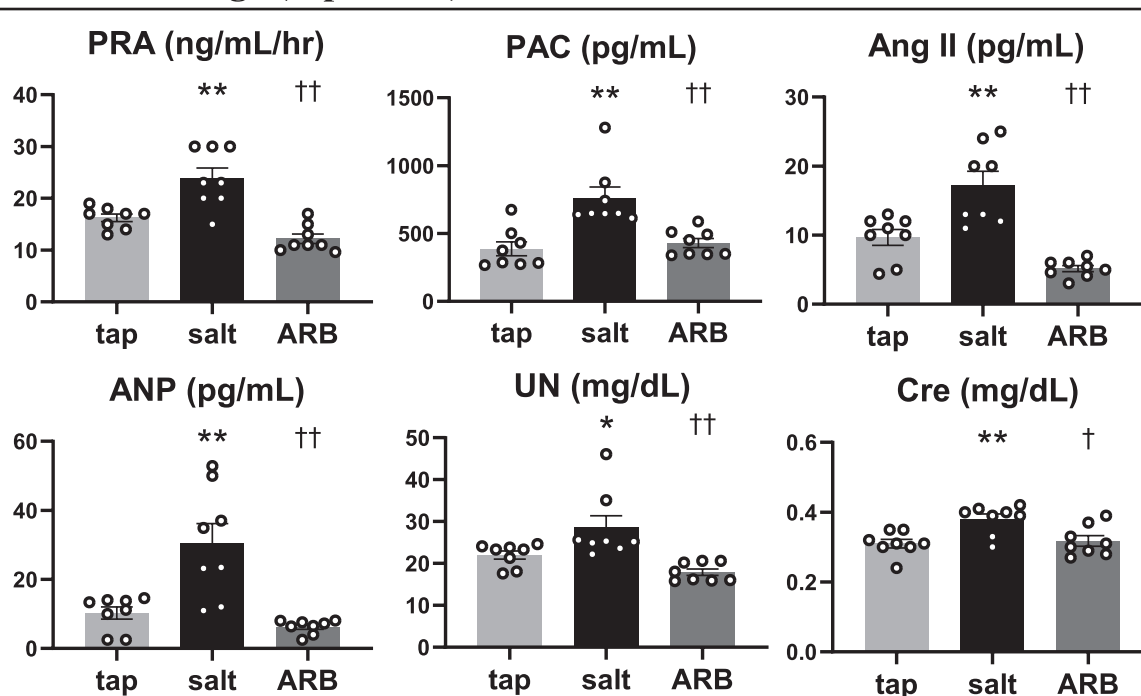 PRA (ng/mL/hr)
40
30
20
10
0
** ††
tap salt ARB
PAC (pg/mL)
1500
1000
500
0
** ††
tap salt ARB
Ang II (pg/mL)
30
20
10
0
** ††
tap salt ARB
ANP (pg/mL)
60
40
20
0
** ††
tap salt ARB
UN (mg/dL)
50
40
30
20
10
0
* ††
tap salt ARB
Cre (mg/dL)
0.6
0.4
0.2
0.0
** †
tap salt ARB